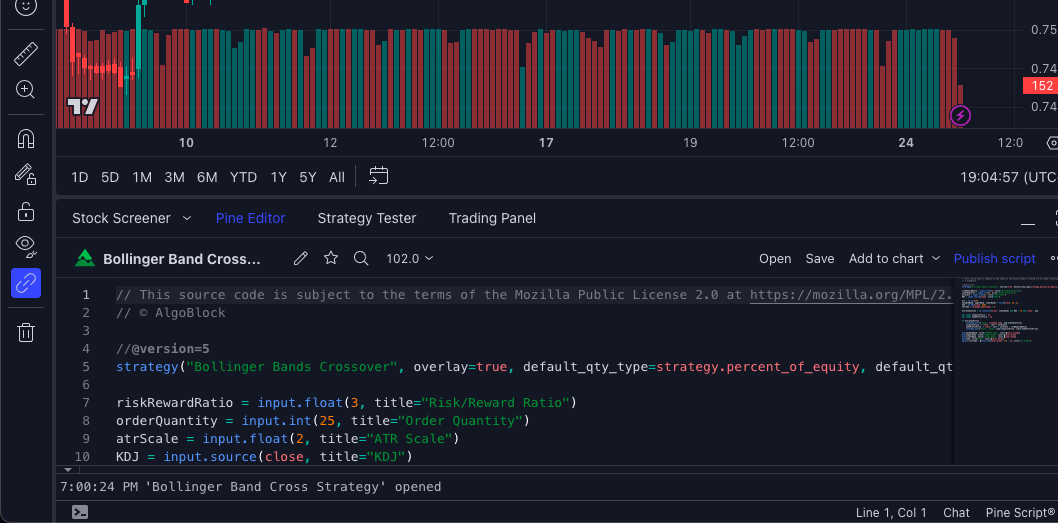 0.75
0.74
152
0.74
10 12 12:00 17 19 12:00 24 12:0
1D 5D 1M 3M 6M YTD 1Y 5Y All 19:04:57 (UTC
Stock Screener Pine Editor Strategy Tester Trading Panel
Bollinger Band Cross... 102.0 Open Save Add to chart Publish script
1 // This source code is subject to the terms of the Mozilla Public License 2.0 at https://mozilla.org/MPL/2.
2 // © AlgoBlock
3
4 //@version=5
5 strategy("Bollinger Bands Crossover", overlay=true, default_qty_type=strategy.percent_of_equity, default_qt
6
7 riskRewardRatio = input.float(3, title="Risk/Reward Ratio")
8 orderQuantity = input.int(25, title="Order Quantity")
9 atrScale = input.float(2, title="ATR Scale")
10 KDJ = input.source(close, title="KDJ")
7:00:24 PM 'Bollinger Band Cross Strategy' opened
Line 1, Col 1 Chat Pine Script®